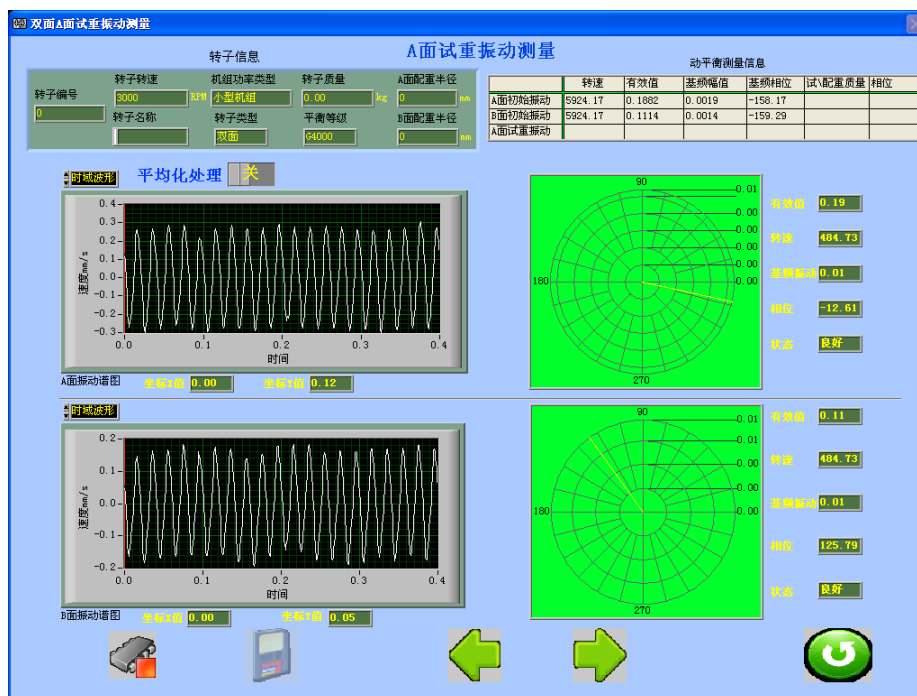 双面A面试重振动测量
A面试重振动测量
转子信息
动平衡测量信息
转子编号
0
转子转速
3000 RPM
机组功率类型
小型机组
转子质量
0.00 kg
A面配重半径
0 mm
转子名称
转子类型
双面
平衡等级
G4000
B面配重半径
0 mm
转速 有效值 基频幅值 基频相位 试\配重质量 相位
A面初始振动 5924.17 0.1882 0.0019 -158.17
B面初始振动 5924.17 0.1114 0.0014 -159.29
A面试重振动
时域波形
平均化处理 关
0.4
0.3
0.2
0.1
0.0
-0.1
-0.2
-0.3
速度mm/s
0.0 0.1 0.2 0.3 0.4
时间
A面振动谱图 坐标X值 0.00 坐标Y值 0.12
90
180
270
0.01
0.00
0.00
0.00
0.00
0.00
有效值 0.19
转速 484.73
基频振动 0.01
相位 -12.61
状态 良好
时域波形
0.2
0.1
0.0
-0.1
-0.2
速度mm/s
0.0 0.1 0.2 0.3 0.4
时间
B面振动谱图 坐标X值 0.00 坐标Y值 0.05
90
180
270
0.01
0.01
0.00
0.00
0.00
有效值 0.11
转速 484.73
基频振动 0.01
相位 125.79
状态 良好